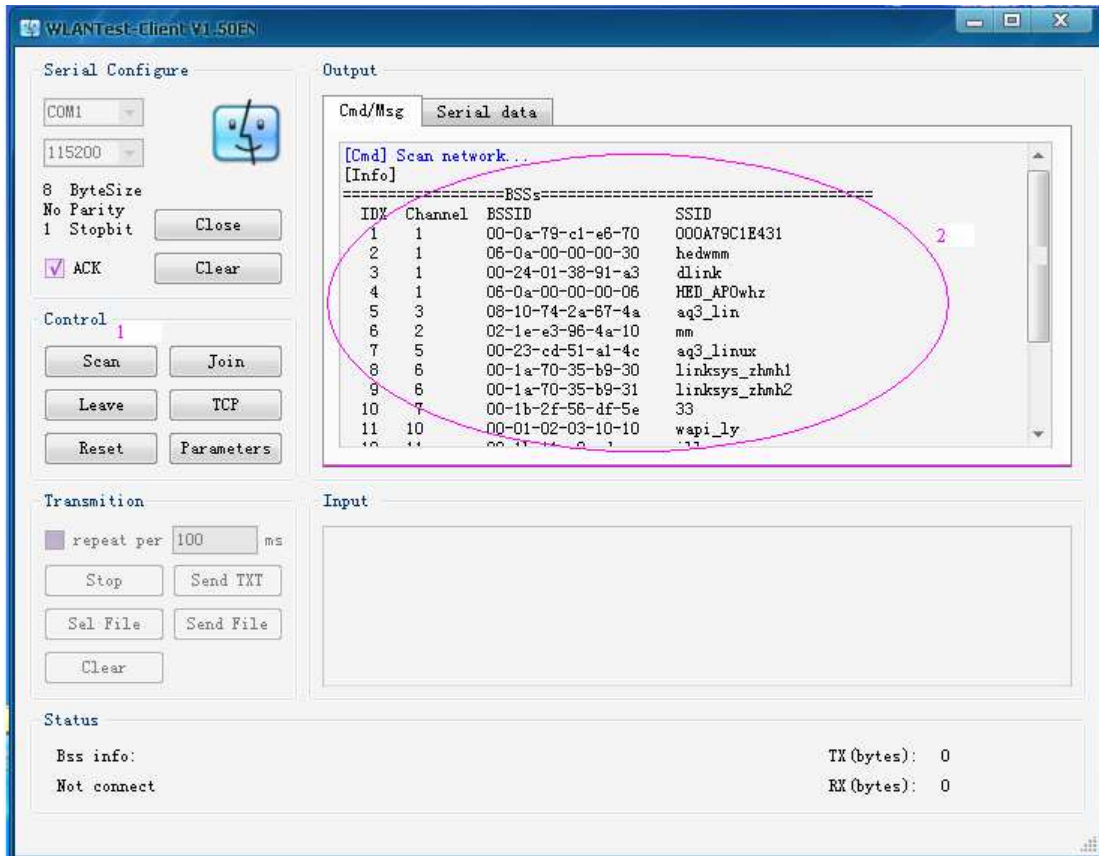 WLANTest-Client V1.50EN
Serial Configure
COM1
115200
8 ByteSize
No Parity
1 Stopbit
Close
ACK
Clear
Control
1
Scan
Join
Leave
TCP
Reset
Parameters
Transmition
repeat per 100 ms
Stop
Send TXT
Sel File
Send File
Clear
Output
Cmd/Msg
Serial data
[Cmd] Scan network...
[Info]
==================BSSs====================================
IDX Channel BSSID SSID
1 1 00-0a-79-c1-e6-70 000A79C1E431
2 1 06-0a-00-00-00-30 hedwmm
3 1 00-24-01-38-91-a3 dlink
4 1 06-0a-00-00-00-06 HED_AP0whz
5 3 08-10-74-2a-67-4a aq3_lin
6 2 02-1e-e3-96-4a-10 mm
7 5 00-23-cd-51-a1-4c aq3_linux
8 6 00-1a-70-35-b9-30 linksys_zhmh1
9 6 00-1a-70-35-b9-31 linksys_zhmh2
10 7 00-1b-2f-56-df-5e 33
11 10 00-01-02-03-10-10 wapi_ly
2
Input
Status
Bss info:
Not connect
TX(bytes): 0
RX(bytes): 0